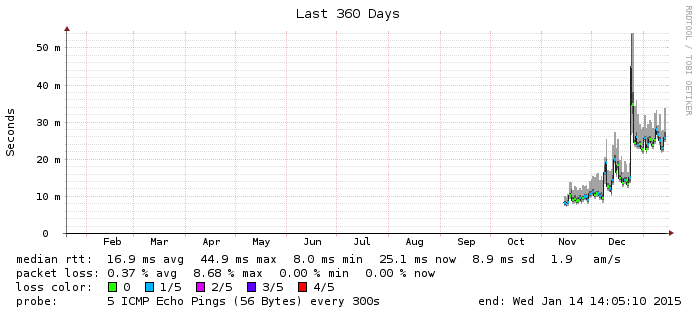 Last 360 Days
RRDTOOL / TOBI OETIKER
Seconds
50 m
40 m
30 m
20 m
10 m
0 m
Feb Mar Apr May Jun Jul Aug Sep Oct Nov Dec
median rtt: 16.9 ms avg 44.9 ms max 8.0 ms min 25.1 ms now 8.9 ms sd 1.9 am/s
packet loss: 0.37 % avg 8.68 % max 0.00 % min 0.00 % now
loss color: 0 1/5 2/5 3/5 4/5
probe: 5 ICMP Echo Pings (56 Bytes) every 300s end: Wed Jan 14 14:05:10 2015